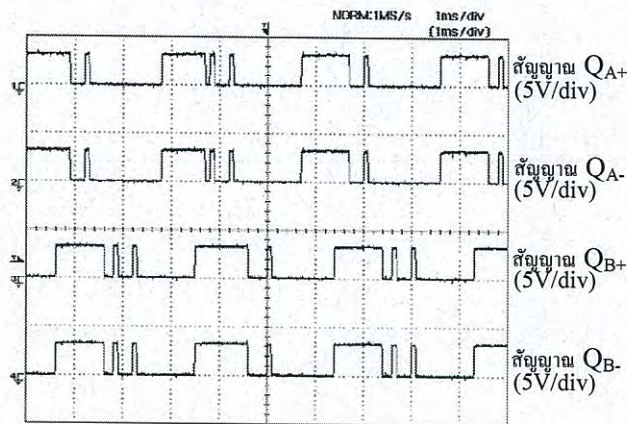 NORM:1MS/s 1ms/div
(1ms/div)
สัญญาณ QA+
(5V/div)
สัญญาณ QA-
(5V/div)
สัญญาณ QB+
(5V/div)
สัญญาณ QB-
(5V/div)